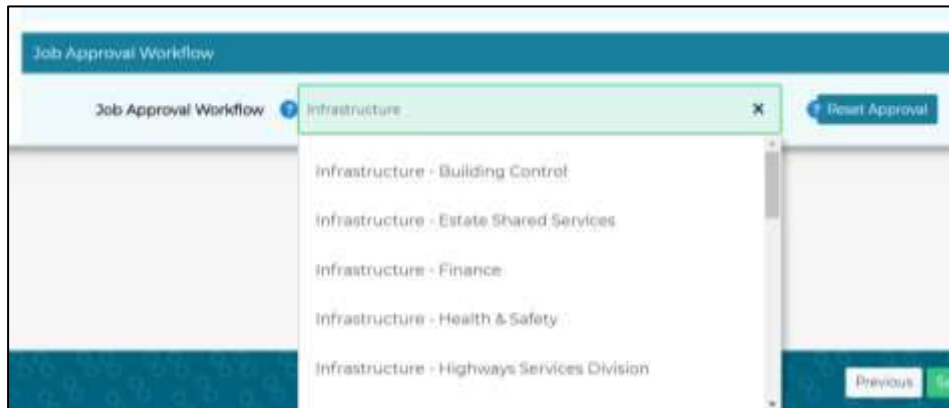 Job Approval Workflow
Job Approval Workflow ? Infrastructure × ? Reset Approval
Infrastructure - Building Control
Infrastructure - Estate Shared Services
Infrastructure - Finance
Infrastructure - Health & Safety
Infrastructure - Highways Services Division
Previous